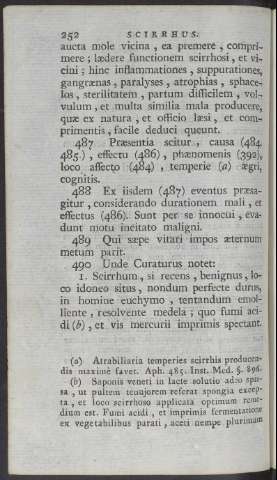 252 SCIRRHUS.
aucta mole vicina, ea premere, compri-
mere; lædere functionem scirrhosi, et vi-
cini; hinc inflammationes, suppurationes,
gangrænas, paralyses, atrophias, sphace-
los, sterilitatem, partum difficilem, vol-
vulum, et multa similia mala producere,
quæ ex natura, et officio læsi, et com-
primentis, facile deduci queunt.
487 Præsentia scitur, causa (484.
485.), effectu (486), phænomenis (392),
loco affecto (484), temperie (a) ægri,
cognitis.
488 Ex iisdem (487) eventus præsa-
gitur, considerando durationem mali, et
effectus (486). Sunt per se innocui, eva-
dunt motu incitato maligni.
489 Qui sæpe vitari impos æternum
metum parit.
490 Unde Curaturus notet:
1. Scirrhum, si recens, benignus, lo-
co idoneo situs, nondum perfecte durus,
in homine euchymo, tentandum emol-
liente, resolvente medela; quo fumi aci-
di (b), et vis mercurii imprimis spectant.
(a) Atrabiliaria temperies scirrhis producen-
dis maximè favet. Aph. 485. Inst. Med. §. 896.
(b) Saponis veneti in lacte solutio adeo spis-
sa, ut pultem tenuiorem referat spongia excep-
ta, et loco scirrhoso applicata optimum reme-
dium est. Fumi acidi, et imprimis fermentatione
ex vegetabilibus parati, aceti nempe plurimum